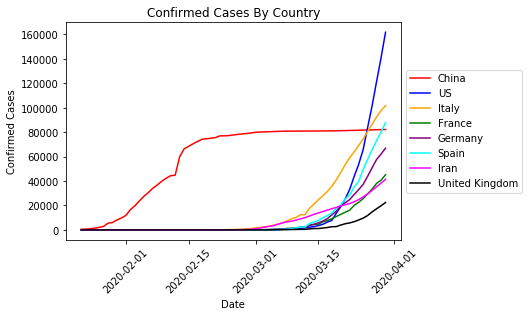 Confirmed Cases By Country
Confirmed Cases
160000
140000
120000
100000
80000
60000
40000
20000
0
2020-02-01
2020-02-15
2020-03-01
2020-03-15
2020-04-01
Date
China
US
Italy
France
Germany
Spain
Iran
United Kingdom